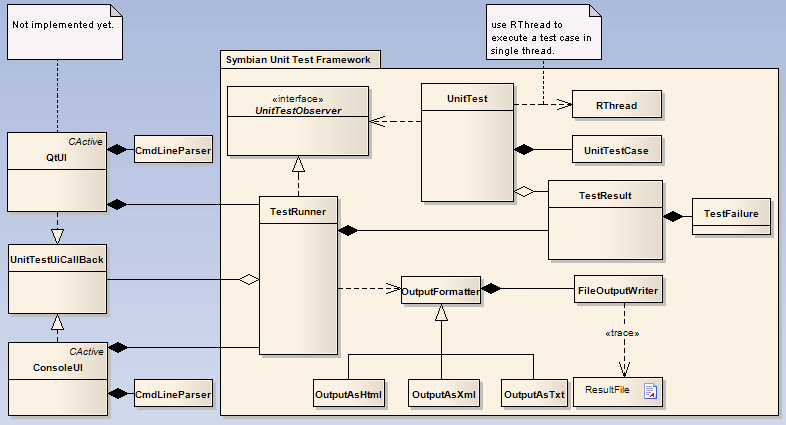 Not implemented yet.
use RThread to
execute a test case in
single thread.
Symbian Unit Test Framework
«interface»
UnitTestObserver
UnitTest
RThread
CActive
QtUI
CmdLineParser
UnitTestCase
TestRunner
TestResult
TestFailure
UnitTestUiCallBack
OutputFormatter
FileOutputWriter
«trace»
CActive
ConsoleUI
CmdLineParser
OutputAsHtml
OutputAsXml
OutputAsTxt
ResultFile